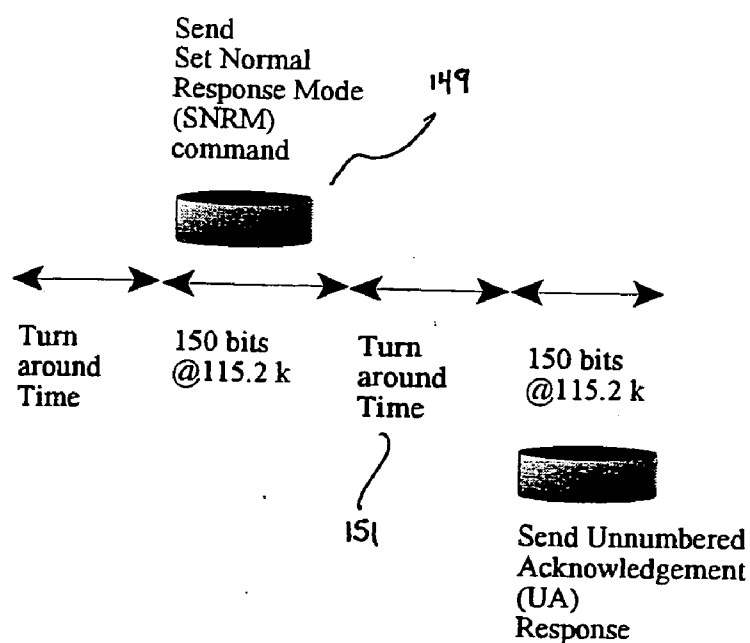 Send
Set Normal
Response Mode
(SNRM)
command
149
Turn
around
Time
150 bits
@115.2 k
Turn
around
Time
150 bits
@115.2 k
151
Send Unnumbered
Acknowledgement
(UA)
Response